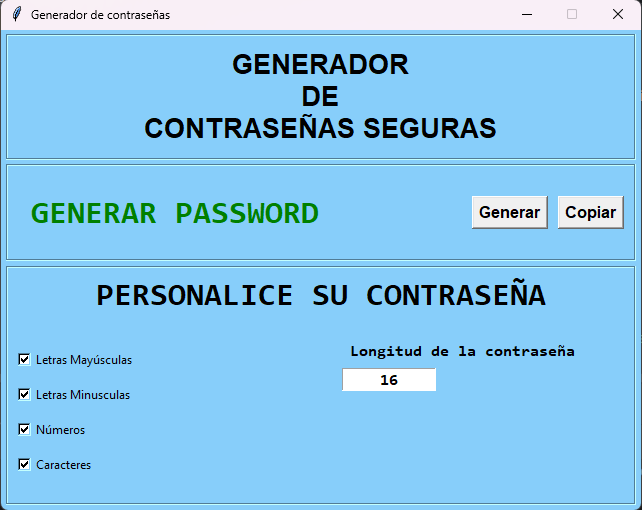 Generador de contraseñas
GENERADOR
DE
CONTRASEÑAS SEGURAS
GENERAR PASSWORD
Generar
Copiar
PERSONALICE SU CONTRASEÑA
Longitud de la contraseña
16
Letras Mayúsculas
Letras Minusculas
Números
Caracteres